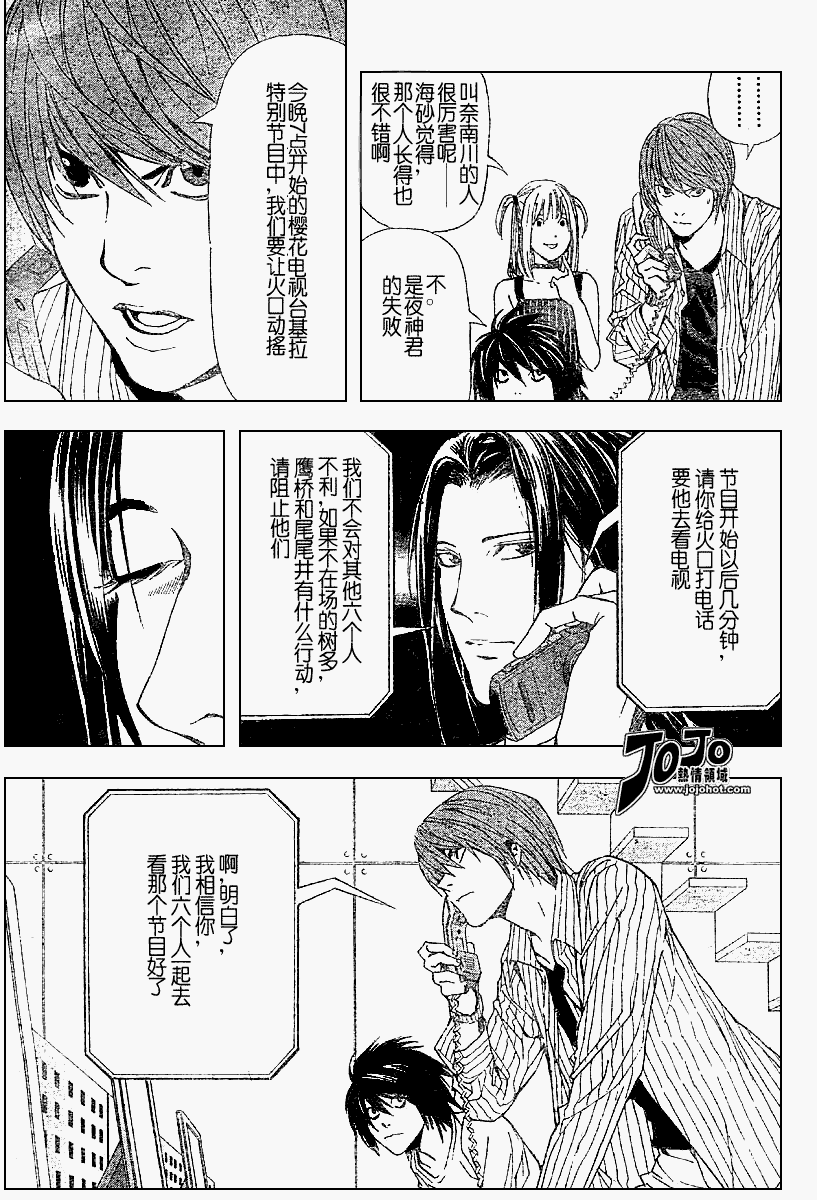 ………
叫奈南川的人
很厉害呢——
海砂觉得，
那个人长得也
很不错啊
不。
是夜神君
的失败
今晚7点开始的樱花电视台基拉
特别节目中，我们要让火口动摇
节目开始以后几分钟，
请你给火口打电话
要他去看电视
我们不会对其他六个人
不利，如果不在场的树多，
鹰桥和尾尾井有什么行动，
请阻止他们
JOJO
熱情領域
www.jojohot.com
啊，明白了，
我相信你，
我们六个人一起去
看那个节目好了